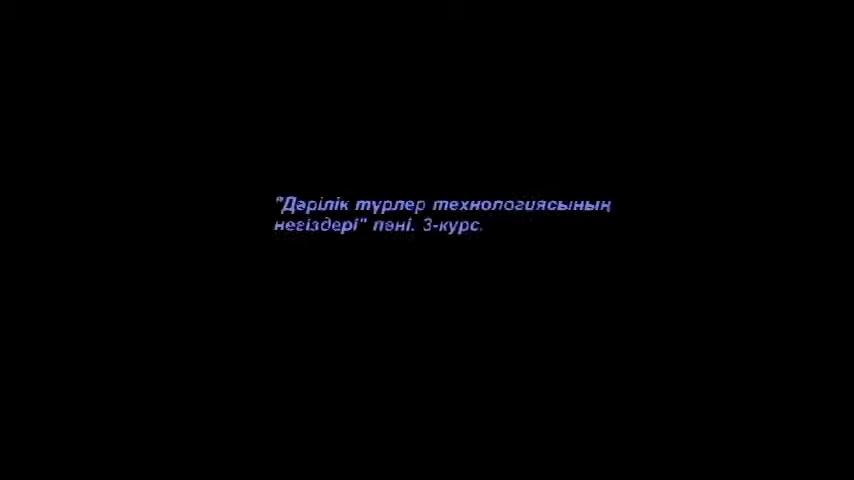 "Дәрілік түрлер технологиясының
негіздері" пәні. 3-курс.